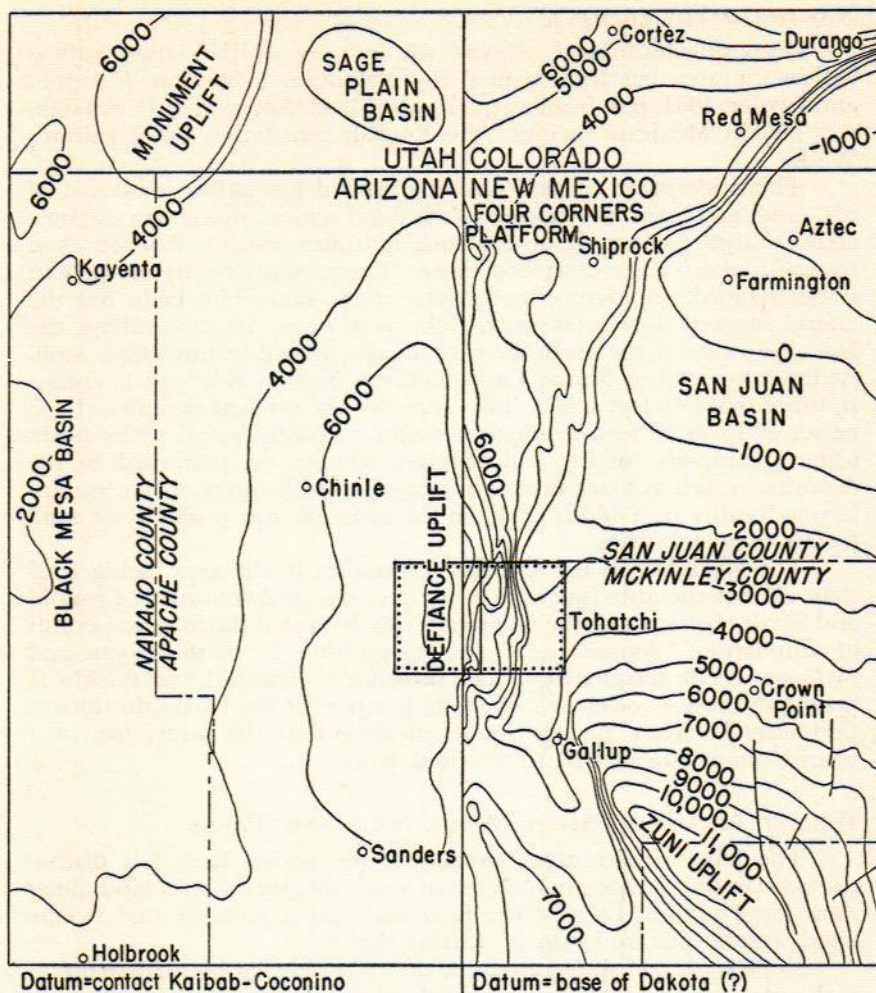 6000
MONUMENT
UPLIFT
SAGE
PLAIN
BASIN
6000
5000
4000
Cortez
Durango
Red Mesa
-1000
6000
4000
UTAH COLORADO
ARIZONA NEW MEXICO
FOUR CORNERS
PLATFORM
Shiprock
Aztec
Kayenta
Farmington
0
4000
6000
SAN JUAN
BASIN
2000
BLACK MESA BASIN
NAVAJO COUNTY
APACHE COUNTY
Chinle
DEFIANCE UPLIFT
6000
1000
2000
SAN JUAN COUNTY
MCKINLEY COUNTY
3000
Tohatchi
4000
5000
Crown
Point
6000
7000
Gallup
8000
9000
10,000
11,000
ZUNI UPLIFT
Sanders
7000
Holbrook
Datum=contact Kaibab-Coconino
Datum=base of Dakota (?)